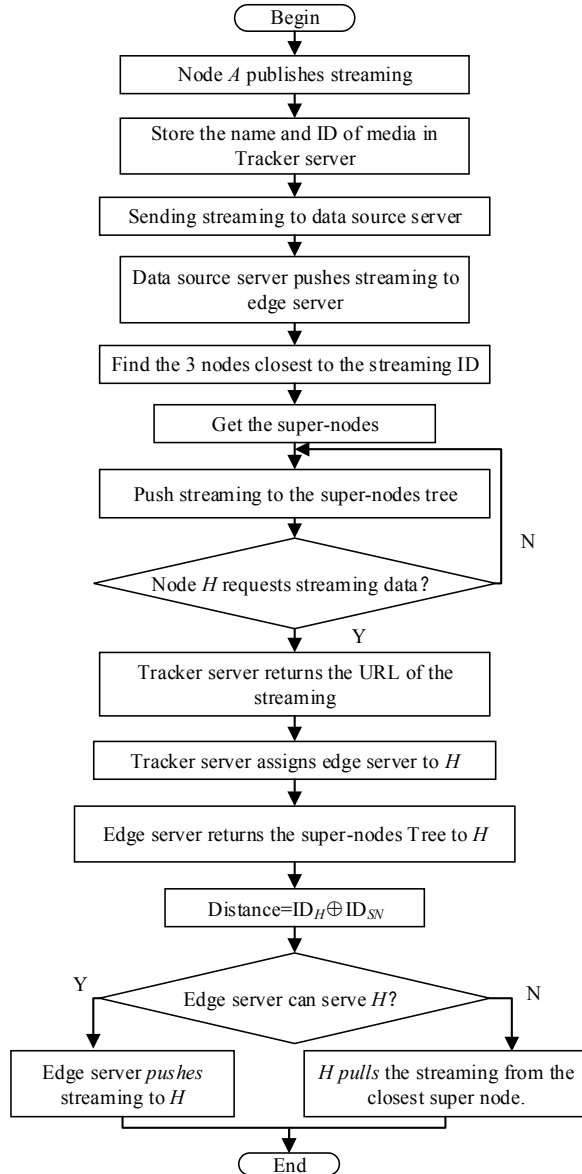 Begin
Node A publishes streaming
Store the name and ID of media in
Tracker server
Sending streaming to data source server
Data source server pushes streaming to
edge server
Find the 3 nodes closest to the streaming ID
Get the super-nodes
Push streaming to the super-nodes tree
N
Node H requests streaming data?
Y
Tracker server returns the URL of the
streaming
Tracker server assigns edge server to H
Edge server returns the super-nodes Tree to H
Distance=ID_H⊕ID_SN
Y
Edge server can serve H?
N
Edge server pushes
streaming to H
H pulls the streaming from the
closest super node.
End